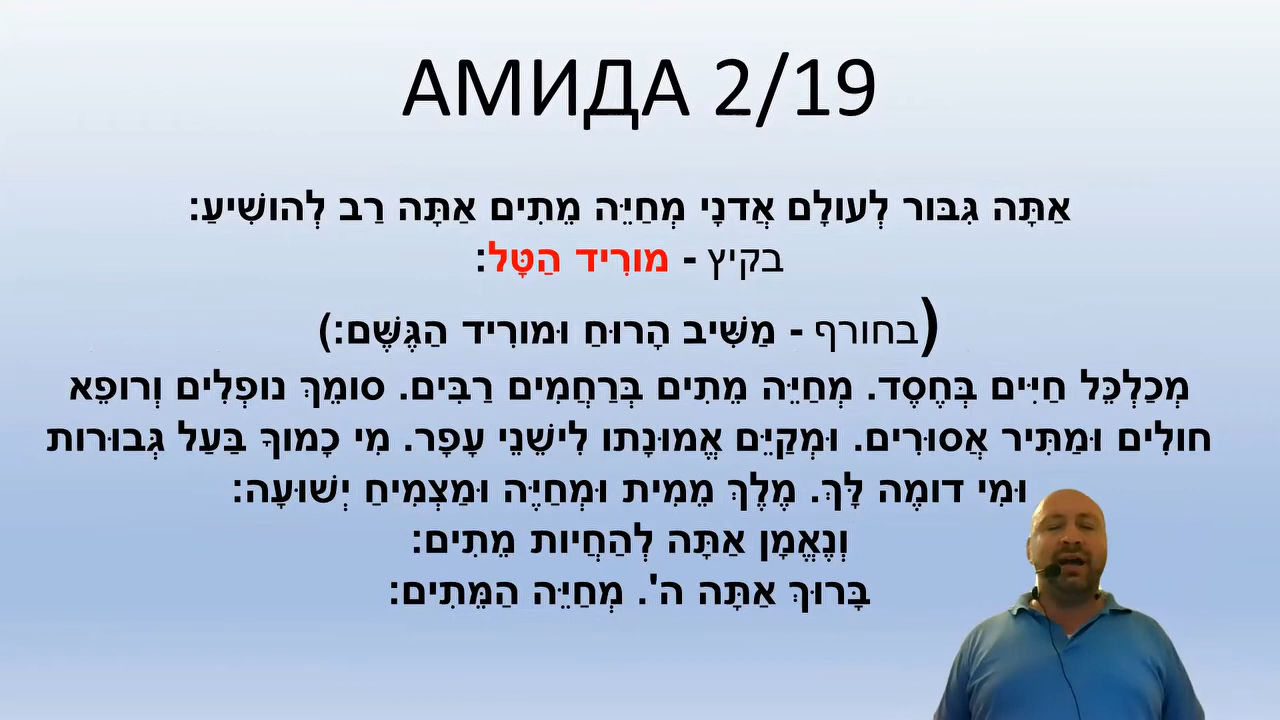 АМИДА 2/19
אַתָּה גִּבּור לְעולָם אֲדנָי מְחַיֵּה מֵתִים אַתָּה רַב לְהושִׁיעַ:
בקיץ - מורִיד הַטָּל:
(בחורף - מַשִּׁיב הָרוּחַ וּמורִיד הַגֶּשֶּׁם:)
מְכַלְכֵּל חַיִּים בְּחֶסֶד. מְחַיֵּה מֵתִים בְּרַחֲמִים רַבִּים. סומֵךְ נופְלִים וְרופֵא
חולִים וּמַתִּיר אֲסוּרִים. וּמְקַיֵּם אֱמוּנָתו לִישֵׁנֵי עָפָר. מִי כָמוךָ בַּעַל גְּבוּרות
וּמִי דומֶה לָּךְ. מֶלֶךְ מֵמִית וּמְחַיֶּה וּמַצְמִיחַ יְשׁוּעָה:
וְנֶאֱמָן אַתָּה לְהַחֲיות מֵתִים:
בָּרוּךְ אַתָּה ה'. מְחַיֵּה הַמֵּתִים: